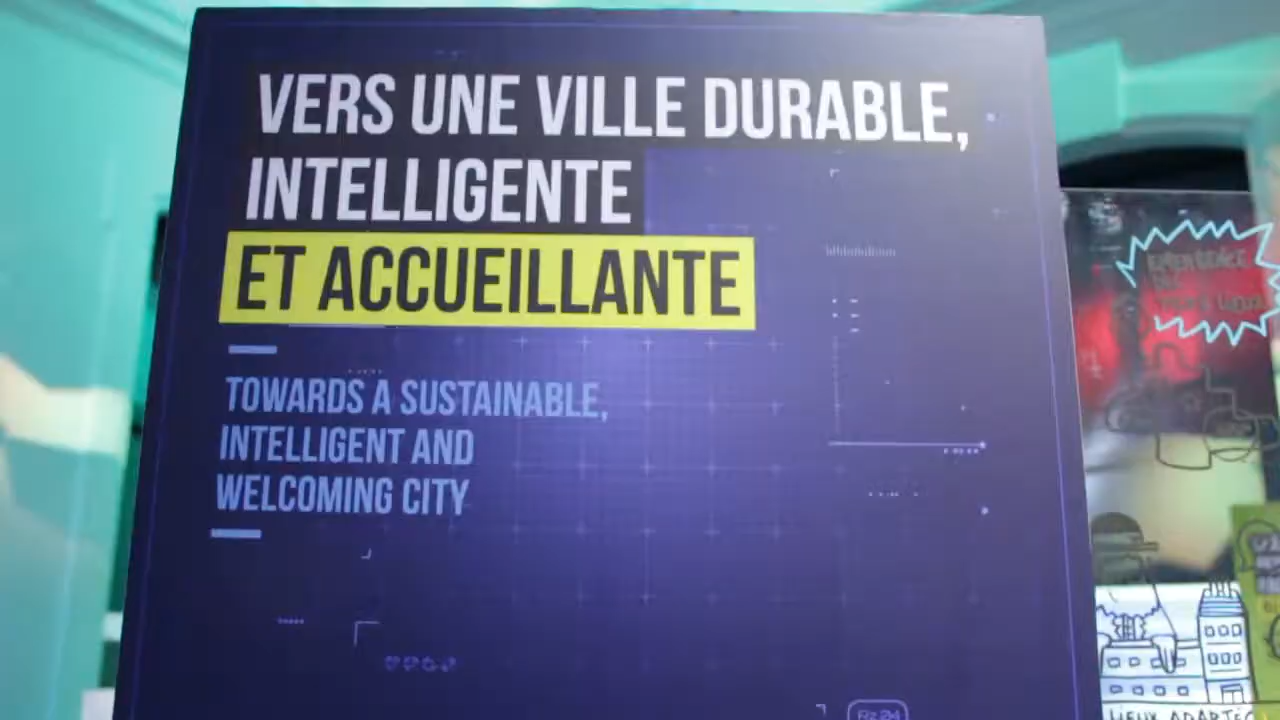 VERS UNE VILLE DURABLE,
INTELLIGENTE
ET ACCUEILLANTE
TOWARDS A SUSTAINABLE,
INTELLIGENT AND
WELCOMING CITY